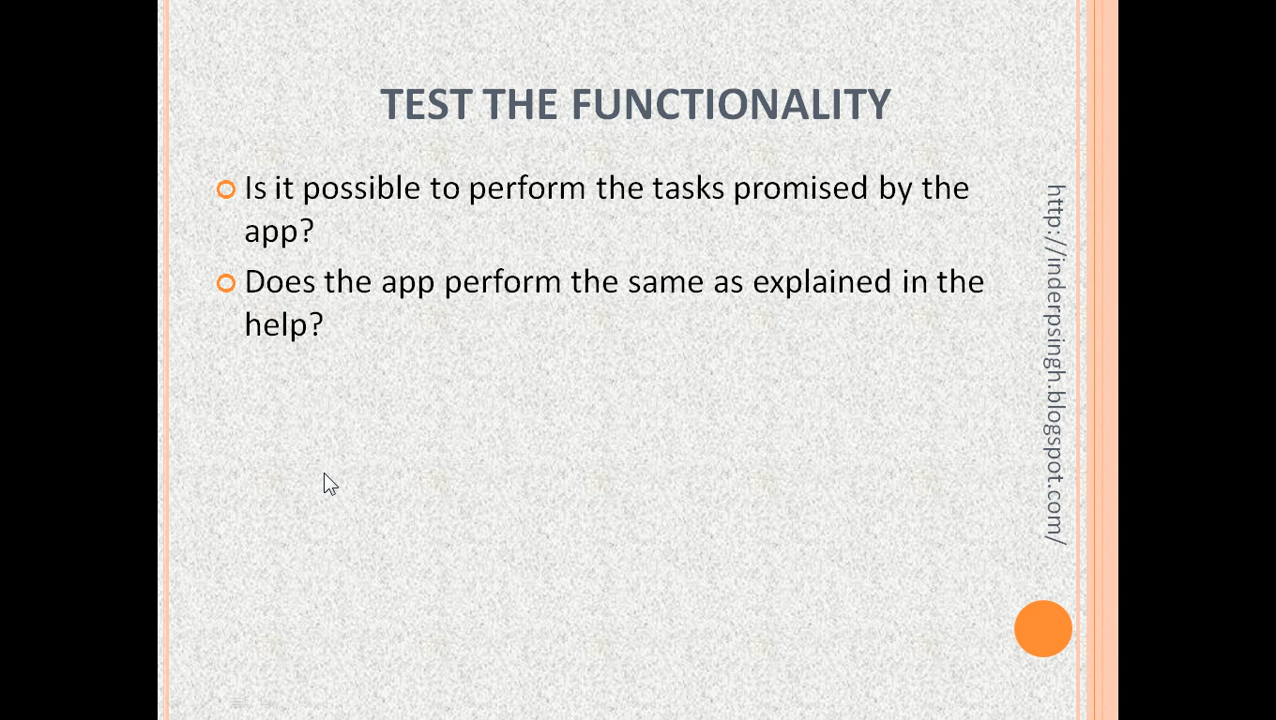 TEST THE FUNCTIONALITY
Is it possible to perform the tasks promised by the
app?
Does the app perform the same as explained in the
help?
http://inderpsingh.blogspot.com/